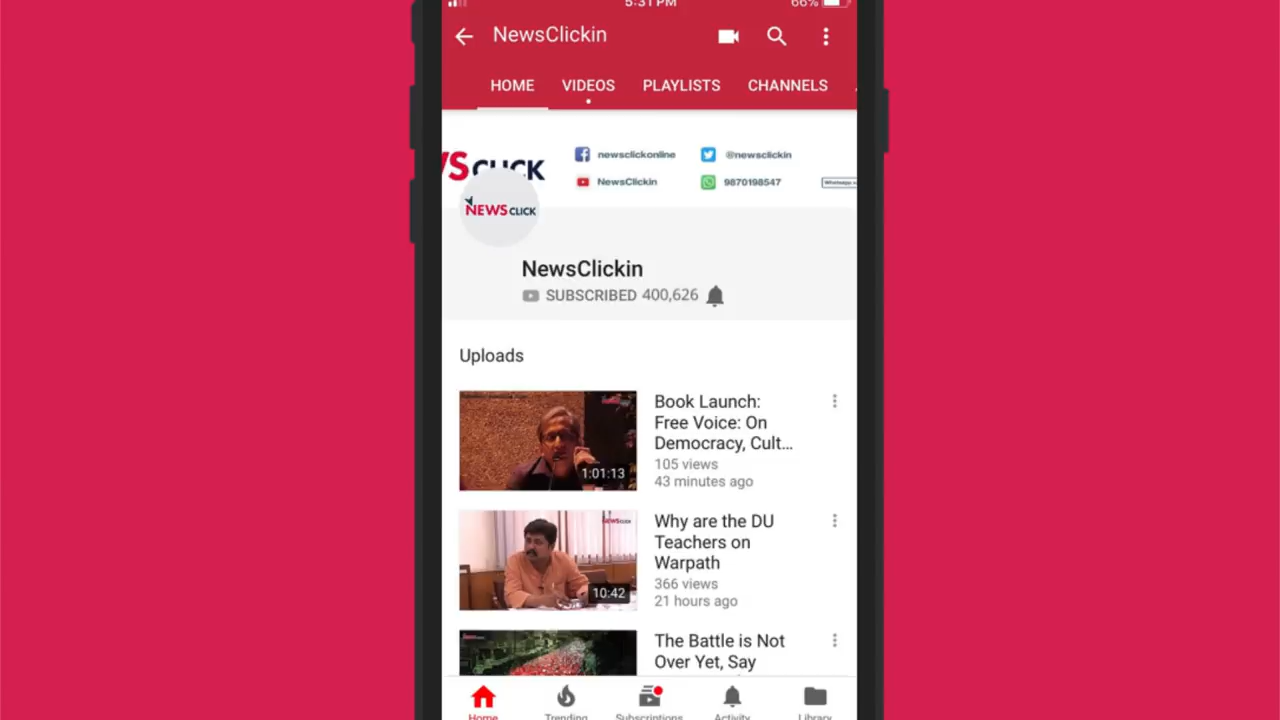 5:31 PM
66%
NewsClickin
HOME VIDEOS PLAYLISTS CHANNELS
WS CLICK
newsclickonline @newsclickin
NewsClickin 9870198547
Whatsapp
NEWSCLICK
NewsClickin
SUBSCRIBED 400,626
Uploads
Book Launch:
Free Voice: On
Democracy, Cult...
105 views
43 minutes ago
1:01:13
Why are the DU
Teachers on
Warpath
366 views
21 hours ago
NEWSCLICK
10:42
The Battle is Not
Over Yet, Say
Home Trending Subscriptions Activity Library